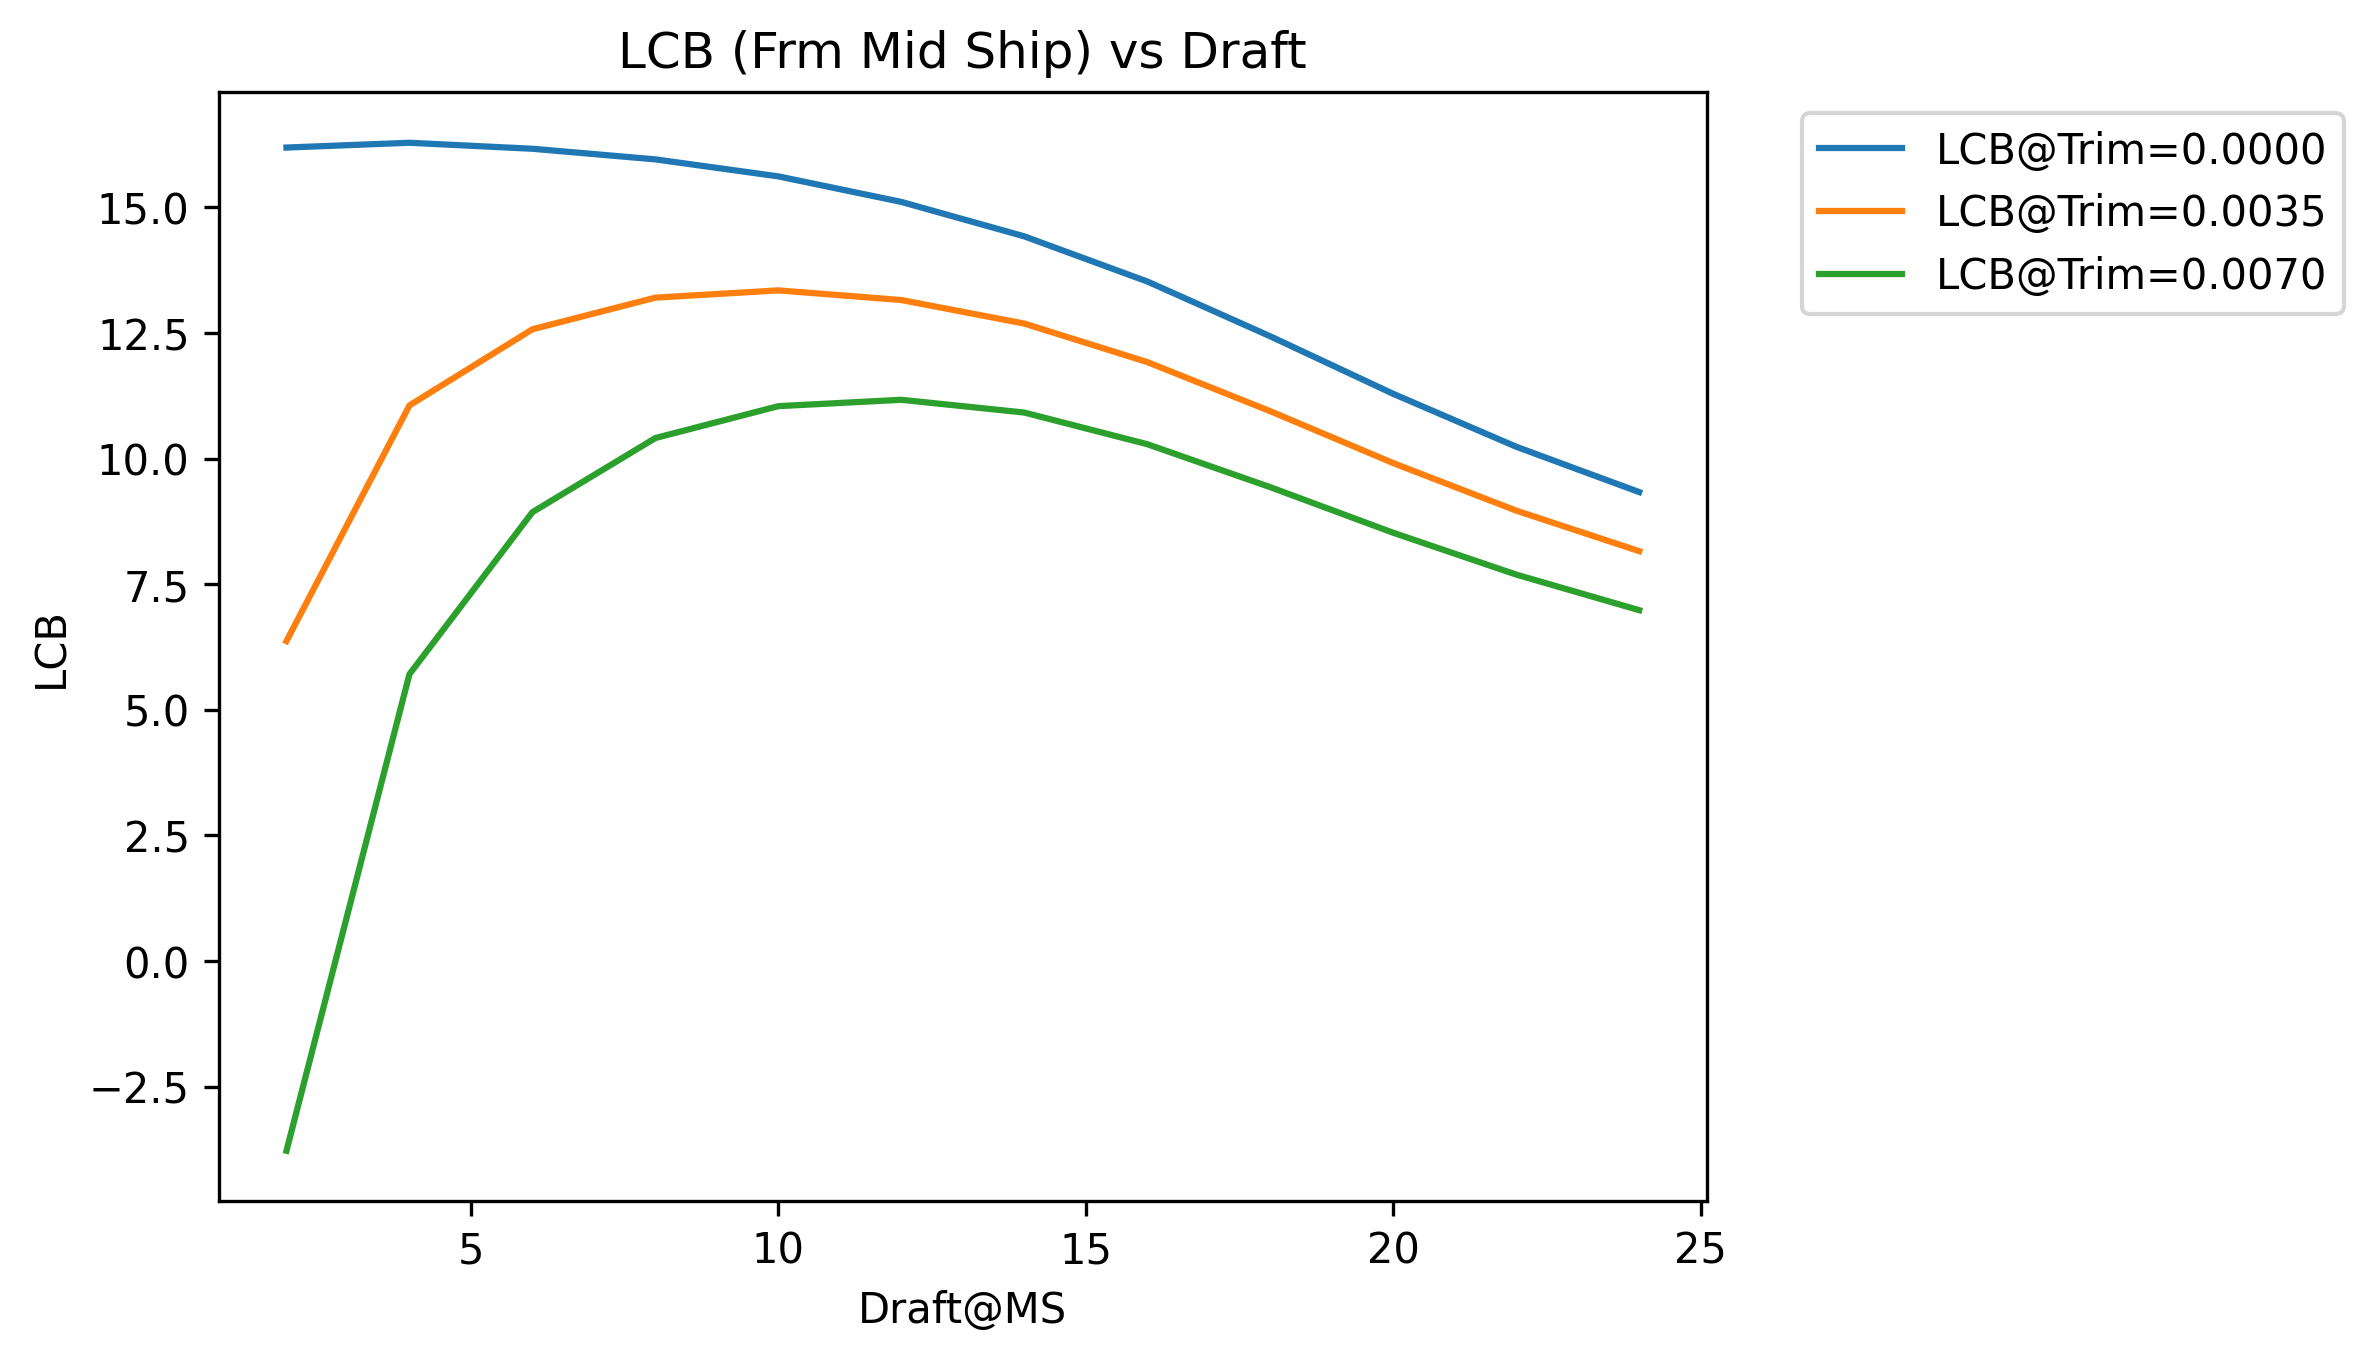 LCB (Frm Mid Ship) vs Draft
LCB@Trim=0.0000
LCB@Trim=0.0035
LCB@Trim=0.0070
15.0
12.5
10.0
7.5
5.0
2.5
0.0
−2.5
LCB
5 10 15 20 25
Draft@MS